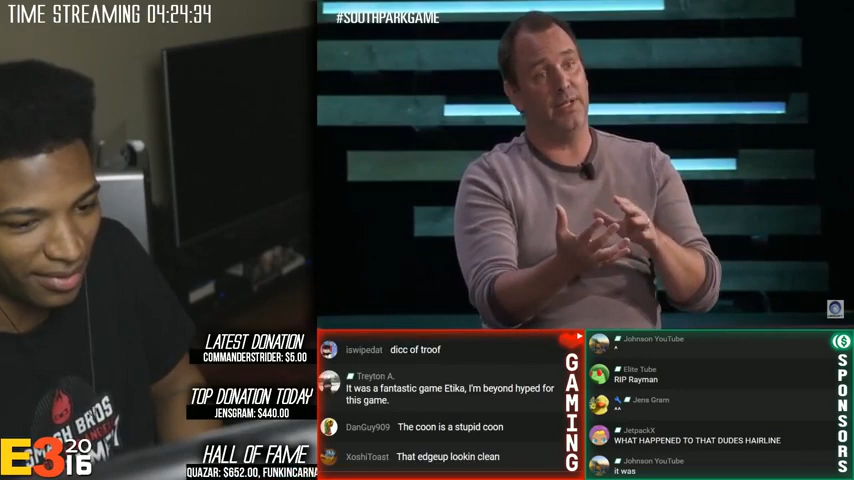 TIME STREAMING 04:24:34
#SOUTHPARKGAME
LATEST DONATION
COMMANDERSTRIDER: $5.00
TOP DONATION TODAY
JENSGRAM: $440.00
HALL OF FAME
QUAZAR: $652.00, FUNKINCARNA
E3 2016
SMASH BROS
iswipedat dicc of troof
Treyton A.
It was a fantastic game Etika, I'm beyond hyped for
this game.
DanGuy909 The coon is a stupid coon
XoshiToast That edgeup lookin clean
GAMING
Johnson YouTube
^
Elite Tube
RIP Rayman
Jens Gram
^^
JetpackX
WHAT HAPPENED TO THAT DUDES HAIRLINE
Johnson YouTube
it was
SPONSORS